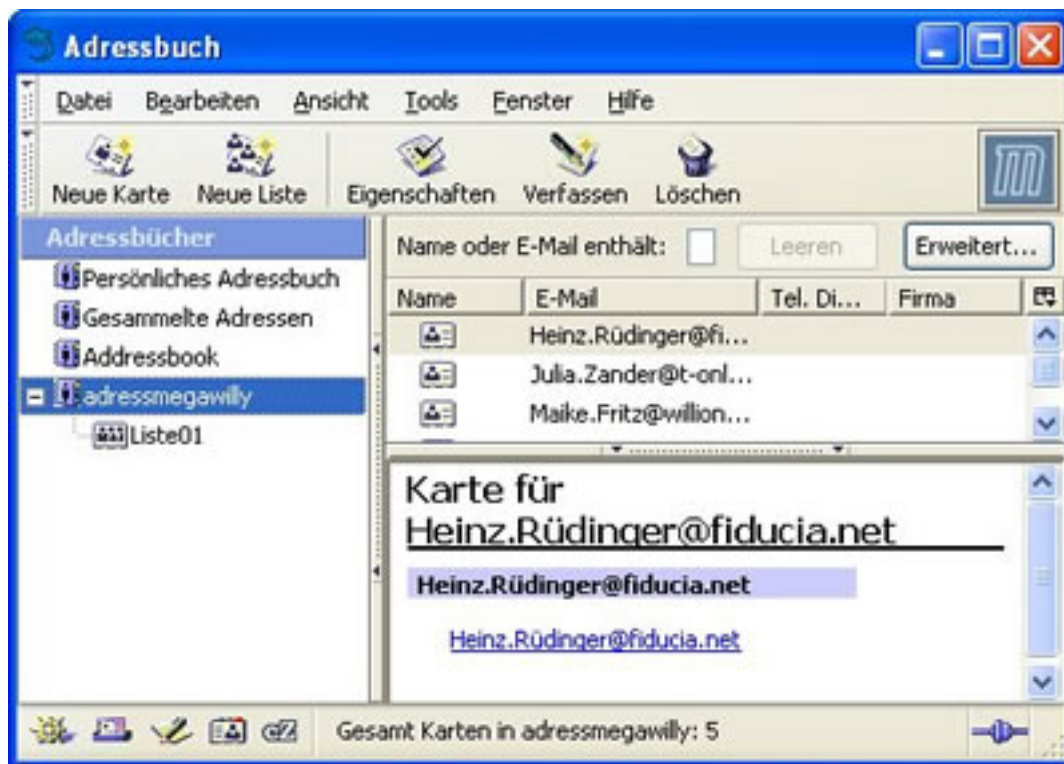 Adressbuch
Datei Bearbeiten Ansicht Tools Fenster Hilfe
Neue Karte Neue Liste Eigenschaften Verfassen Löschen
Adressbücher
Persönliches Adressbuch
Gesammelte Adressen
Addressbook
adressmegawilly
Liste01
Name oder E-Mail enthält: Leeren Erweitert...
Name E-Mail Tel. Di... Firma
Heinz.Rüdinger@fi...
Julia.Zander@t-onl...
Maike.Fritz@willion...
Karte für
Heinz.Rüdinger@fiducia.net
Heinz.Rüdinger@fiducia.net
Heinz.Rüdinger@fiducia.net
Gesamt Karten in adressmegawilly: 5